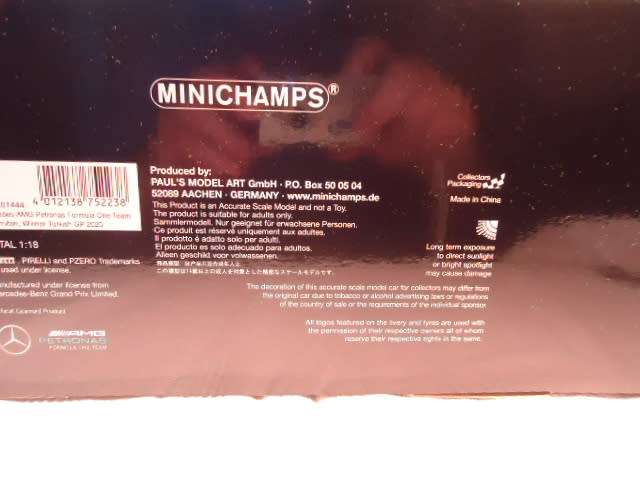 MINICHAMPS®
4 012138 752238
AMG Petronas Formula One Team
Winner Turkish GP 2020
TAL 1:18
PIRELLI and PZERO Trademarks
used under license.
Manufactured under license from
Mercedes-Benz Grand Prix Limited.
Official Licensed Product
AMG
PETRONAS
FORMULA ONE TEAM
Produced by:
PAUL'S MODEL ART GmbH · P.O. Box 50 05 04
52089 AACHEN · GERMANY · www.minichamps.de
This Product is an Accurate Scale Model and not a Toy.
The product is suitable for adults only.
Sammlermodell. Nur geeignet für erwachsene Personen.
Ce produit est réservé uniquement aux adultes.
Il prodotto è adatto solo per adulti.
El producto es solo adecuado para adultos.
Alleen geschikt voor volwassenen.
Collectors
Packaging
Made in China
Long term exposure
to direct sunlight
or bright spotlight
may cause damage
The decoration of this accurate scale model car for collectors may differ from
the original car due to tobacco or alcohol advertising laws or regulations
of the country of sale or the requirements of the individual sponsor.
All logos featured on the livery and tyres are used with
the permission of their respective owners all of whom
reserve their respective rights in the same.